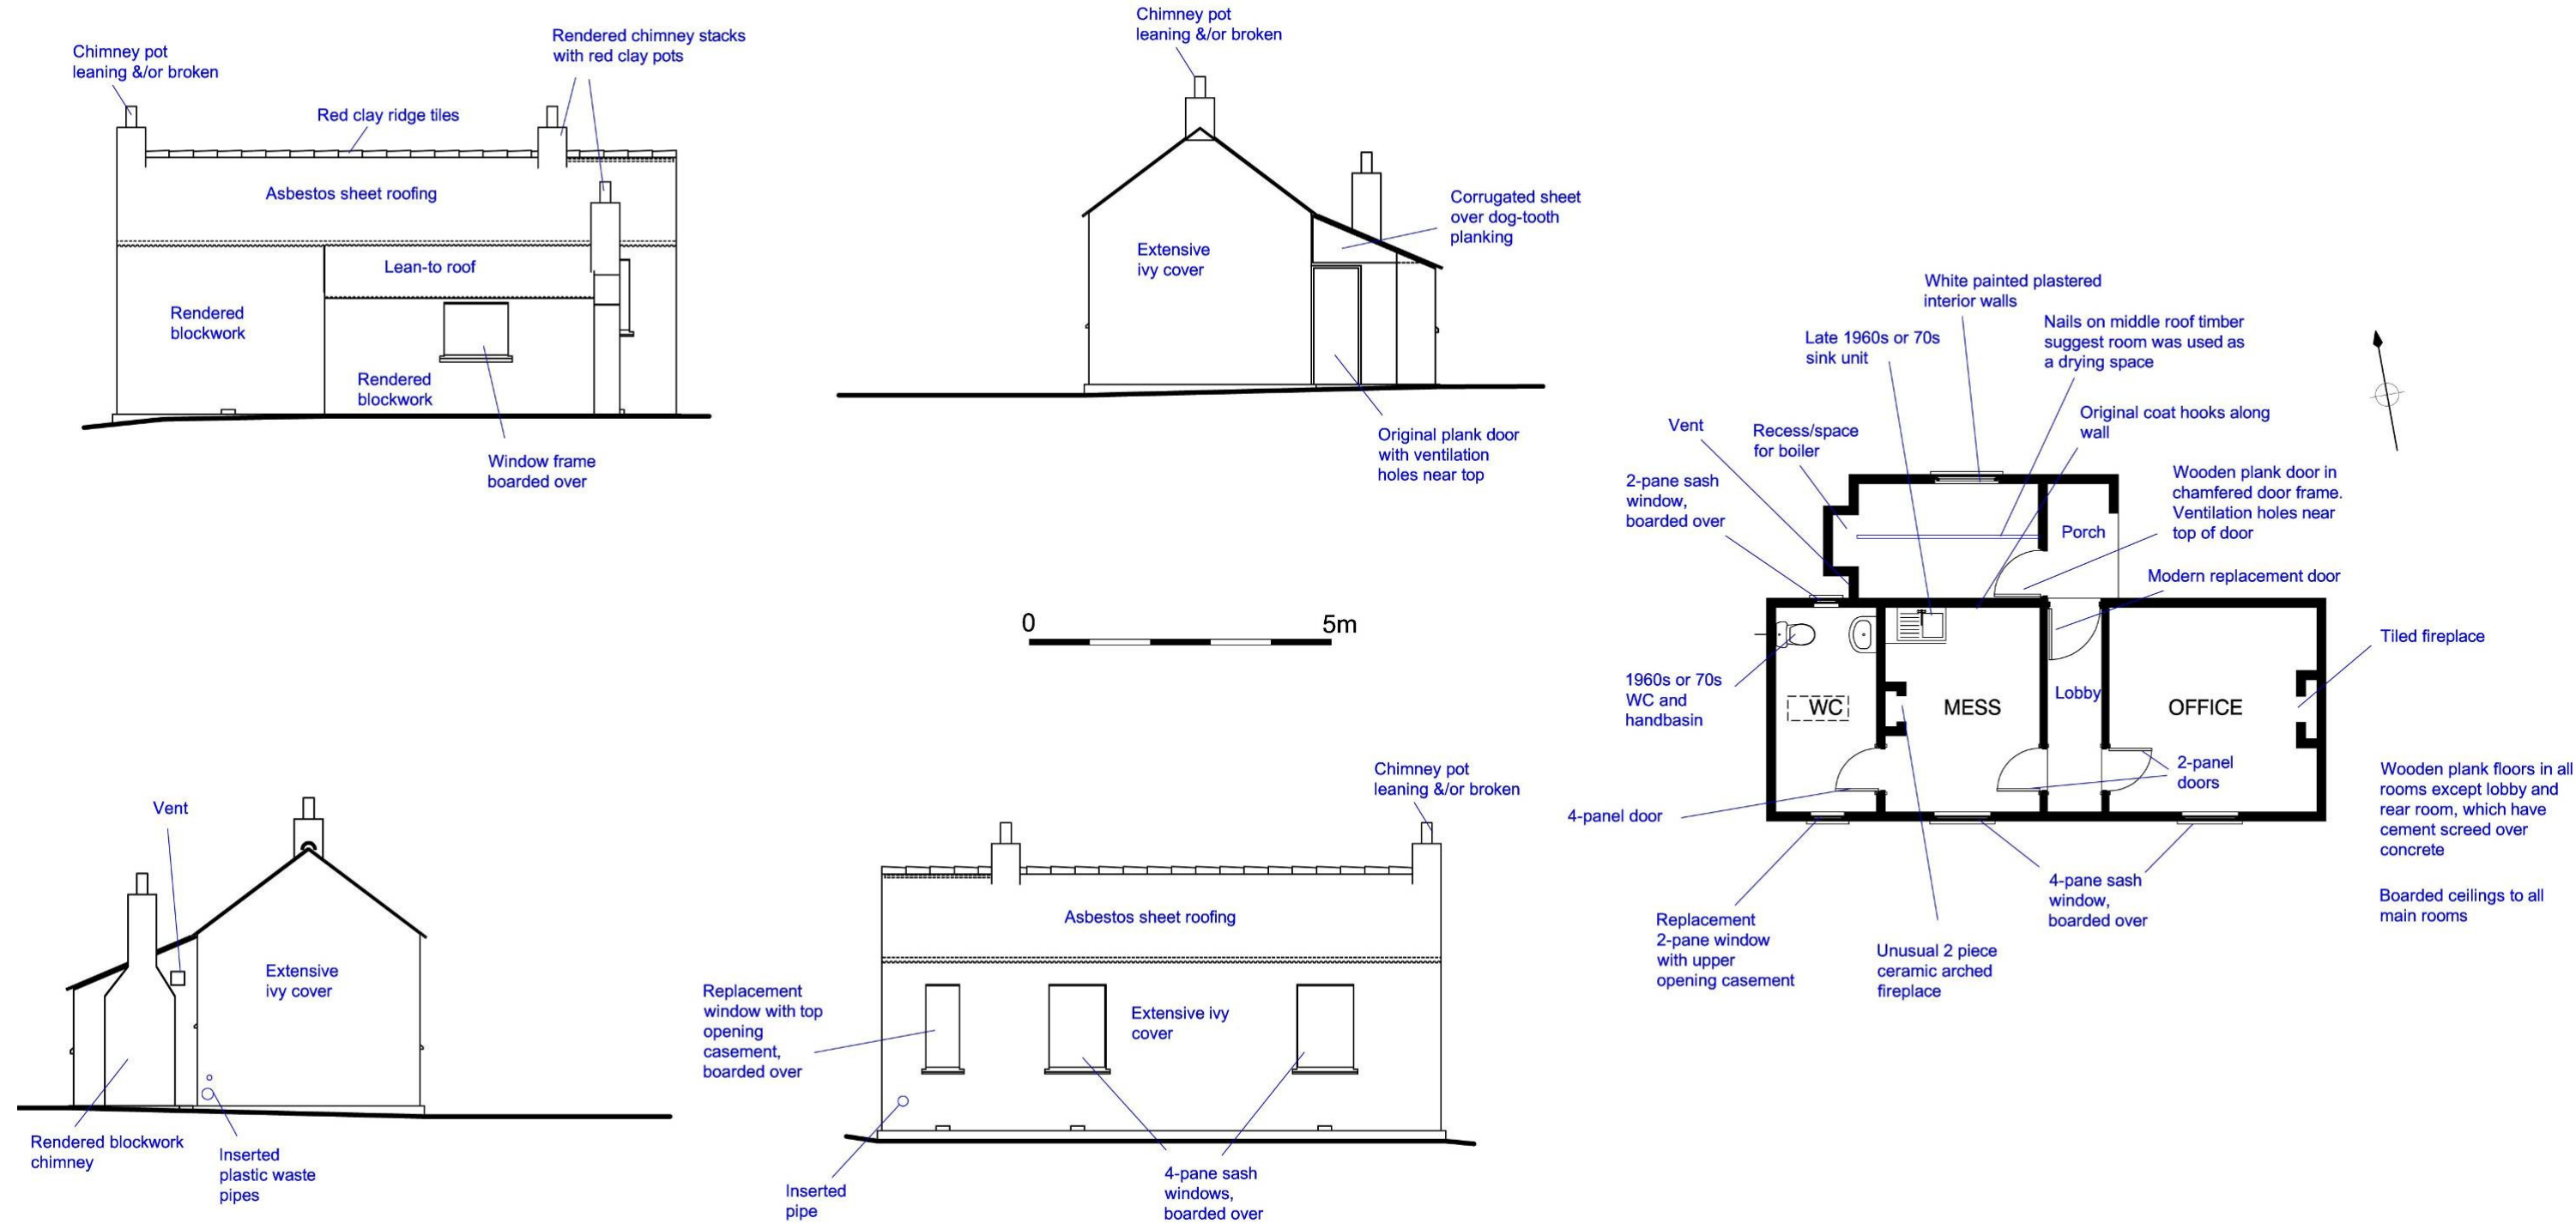 Chimney pot
leaning &/or broken
Rendered chimney stacks
with red clay pots
Red clay ridge tiles
Asbestos sheet roofing
Lean-to roof
Rendered
blockwork
Rendered
blockwork
Window frame
boarded over
Chimney pot
leaning &/or broken
Corrugated sheet
over dog-tooth
planking
Extensive
ivy cover
Original plank door
with ventilation
holes near top
0
5m
Vent
Extensive
ivy cover
Rendered blockwork
chimney
Inserted
plastic waste
pipes
Chimney pot
leaning &/or broken
Asbestos sheet roofing
Replacement
window with top
opening
casement,
boarded over
Extensive ivy
cover
Inserted
pipe
4-pane sash
windows,
boarded over
White painted plastered
interior walls
Late 1960s or 70s
sink unit
Nails on middle roof timber
suggest room was used as
a drying space
Original coat hooks along
wall
Vent
Recess/space
for boiler
2-pane sash
window,
boarded over
Wooden plank door in
chamfered door frame.
Ventilation holes near
top of door
Porch
Modern replacement door
Tiled fireplace
1960s or 70s
WC and
handbasin
WC
MESS
Lobby
OFFICE
2-panel
doors
4-panel door
Wooden plank floors in all
rooms except lobby and
rear room, which have
cement screed over
concrete
Boarded ceilings to all
main rooms
4-pane sash
window,
boarded over
Replacement
2-pane window
with upper
opening casement
Unusual 2 piece
ceramic arched
fireplace